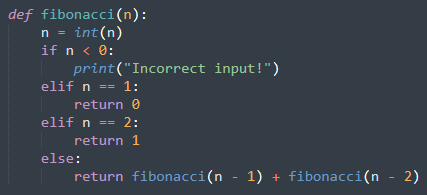 def fibonacci(n):
    n = int(n)
    if n < 0:
        print("Incorrect input!")
    elif n == 1:
        return 0
    elif n == 2:
        return 1
    else:
        return fibonacci(n - 1) + fibonacci(n - 2)